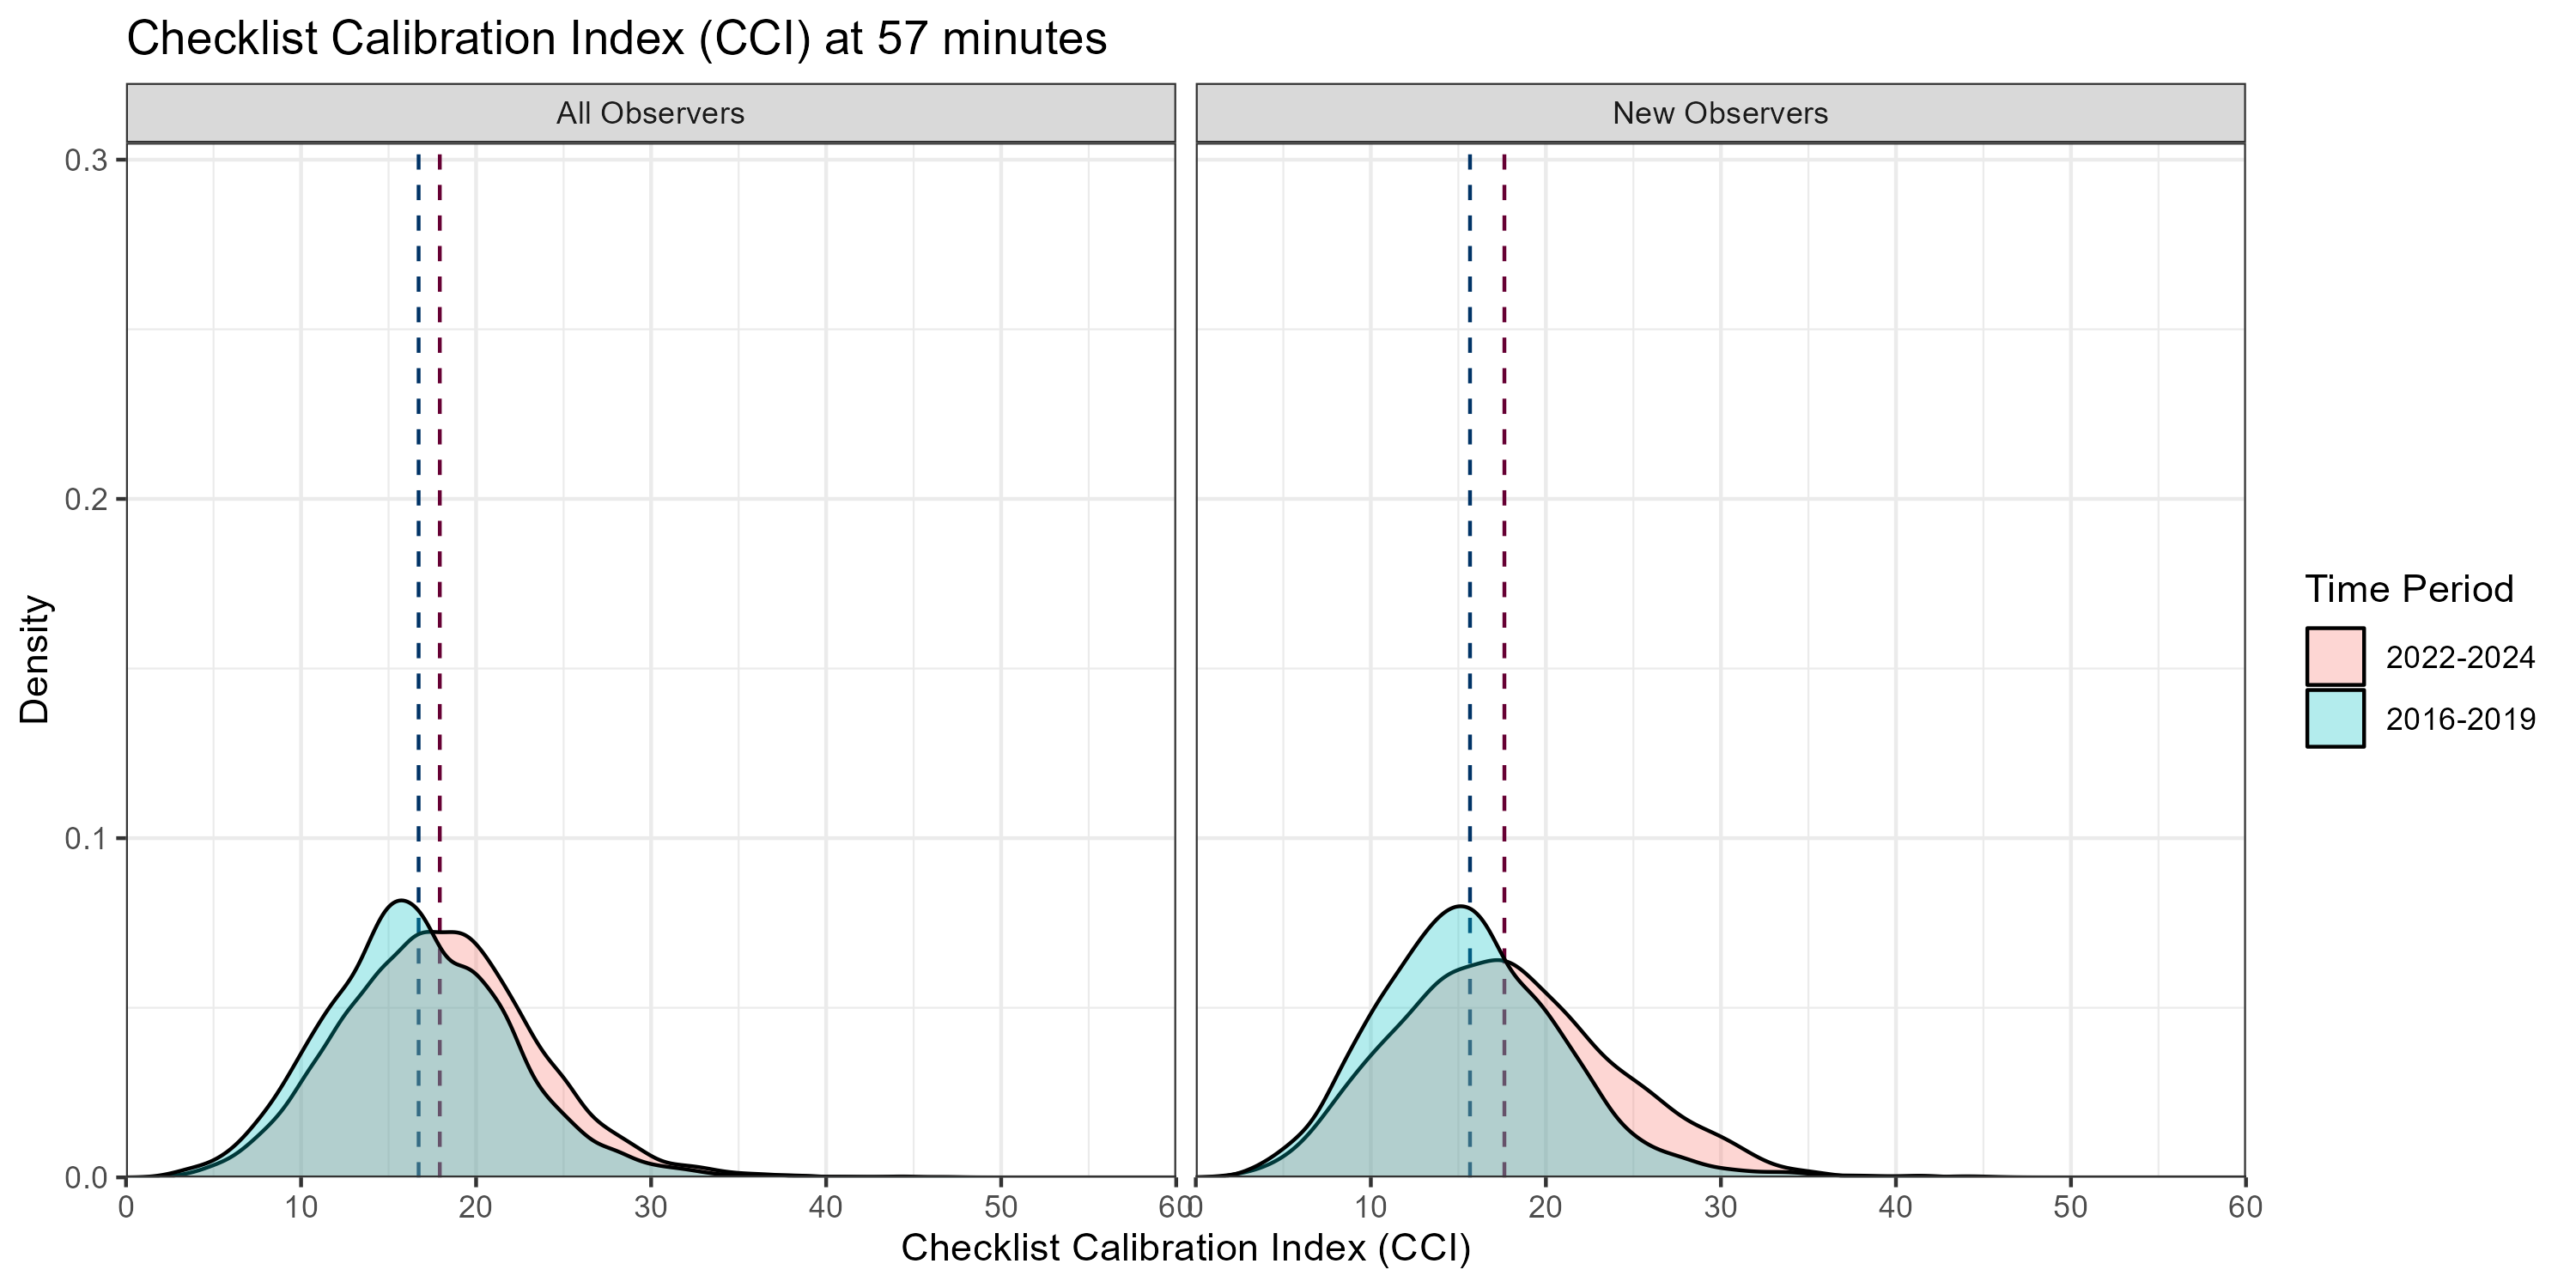 Checklist Calibration Index (CCI) at 57 minutes
All Observers
New Observers
0.3
0.2
0.1
0.0
Density
0 10 20 30 40 50 60
0 10 20 30 40 50 60
Checklist Calibration Index (CCI)
Time Period
2022-2024
2016-2019